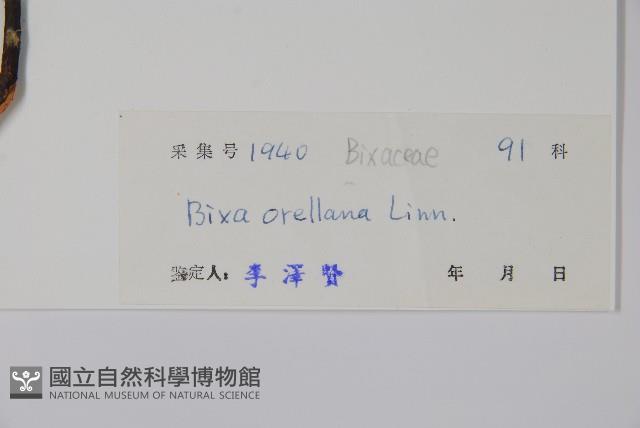 采集号 1940 Bixaceae 91 科
Bixa orellana Linn.
鉴定人: 李澤賢 年 月 日
國立自然科學博物館
NATIONAL MUSEUM OF NATURAL SCIENCE